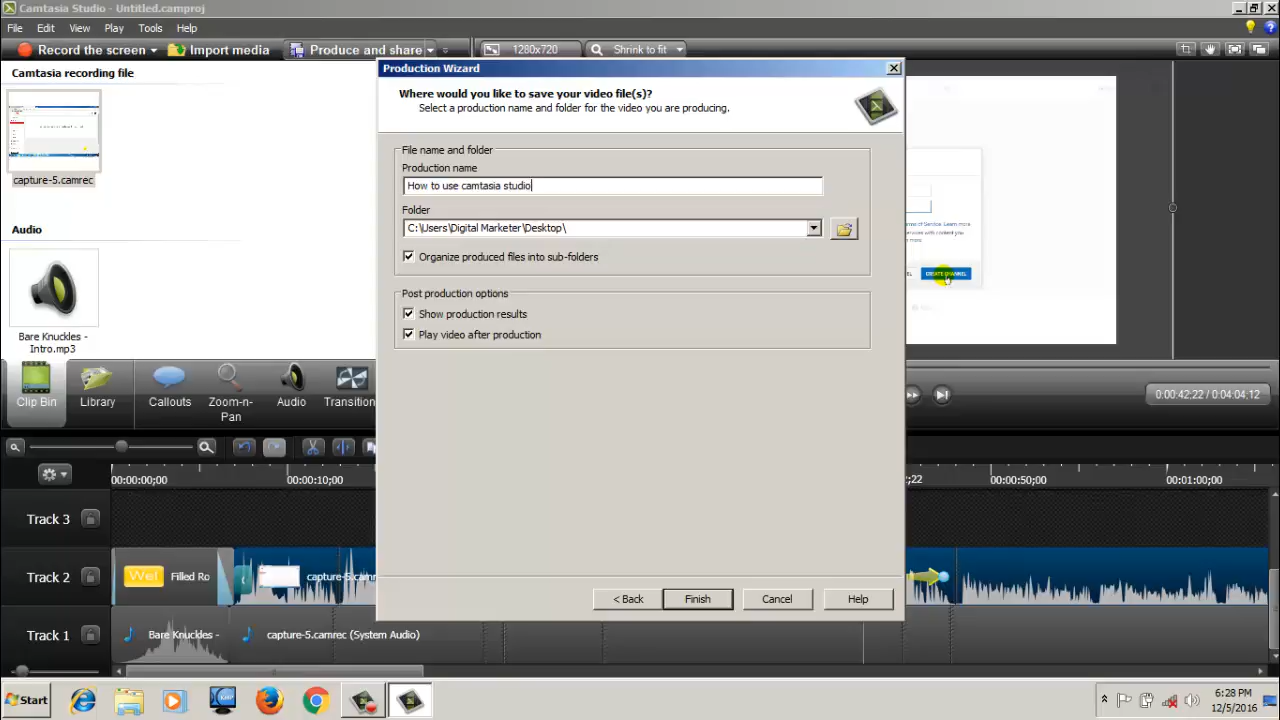 Camtasia Studio - Untitled.camproj
File Edit View Play Tools Help
Record the screen Import media Produce and share 1280x720 Shrink to fit
Camtasia recording file
capture-5.camrec
Audio
Bare Knuckles -
Intro.mp3
Production Wizard
Where would you like to save your video file(s)?
Select a production name and folder for the video you are producing.
File name and folder
Production name
How to use camtasia studio
Folder
C:\Users\Digital Marketer\Desktop\
Organize produced files into sub-folders
Post production options
Show production results
Play video after production
< Back Finish Cancel Help
CREATE CHANNEL
Clip Bin Library Callouts Zoom-n-
Pan Audio Transition
0:00:42:22 / 0:04:04:12
00:00:00;00 00:00:10;00 ;22 00:00:50;00 00:01:00;00
Track 3
Track 2 Wel Filled Ro capture-5.camr
Track 1 Bare Knuckles - capture-5.camrec (System Audio)
Start
6:28 PM
12/5/2016